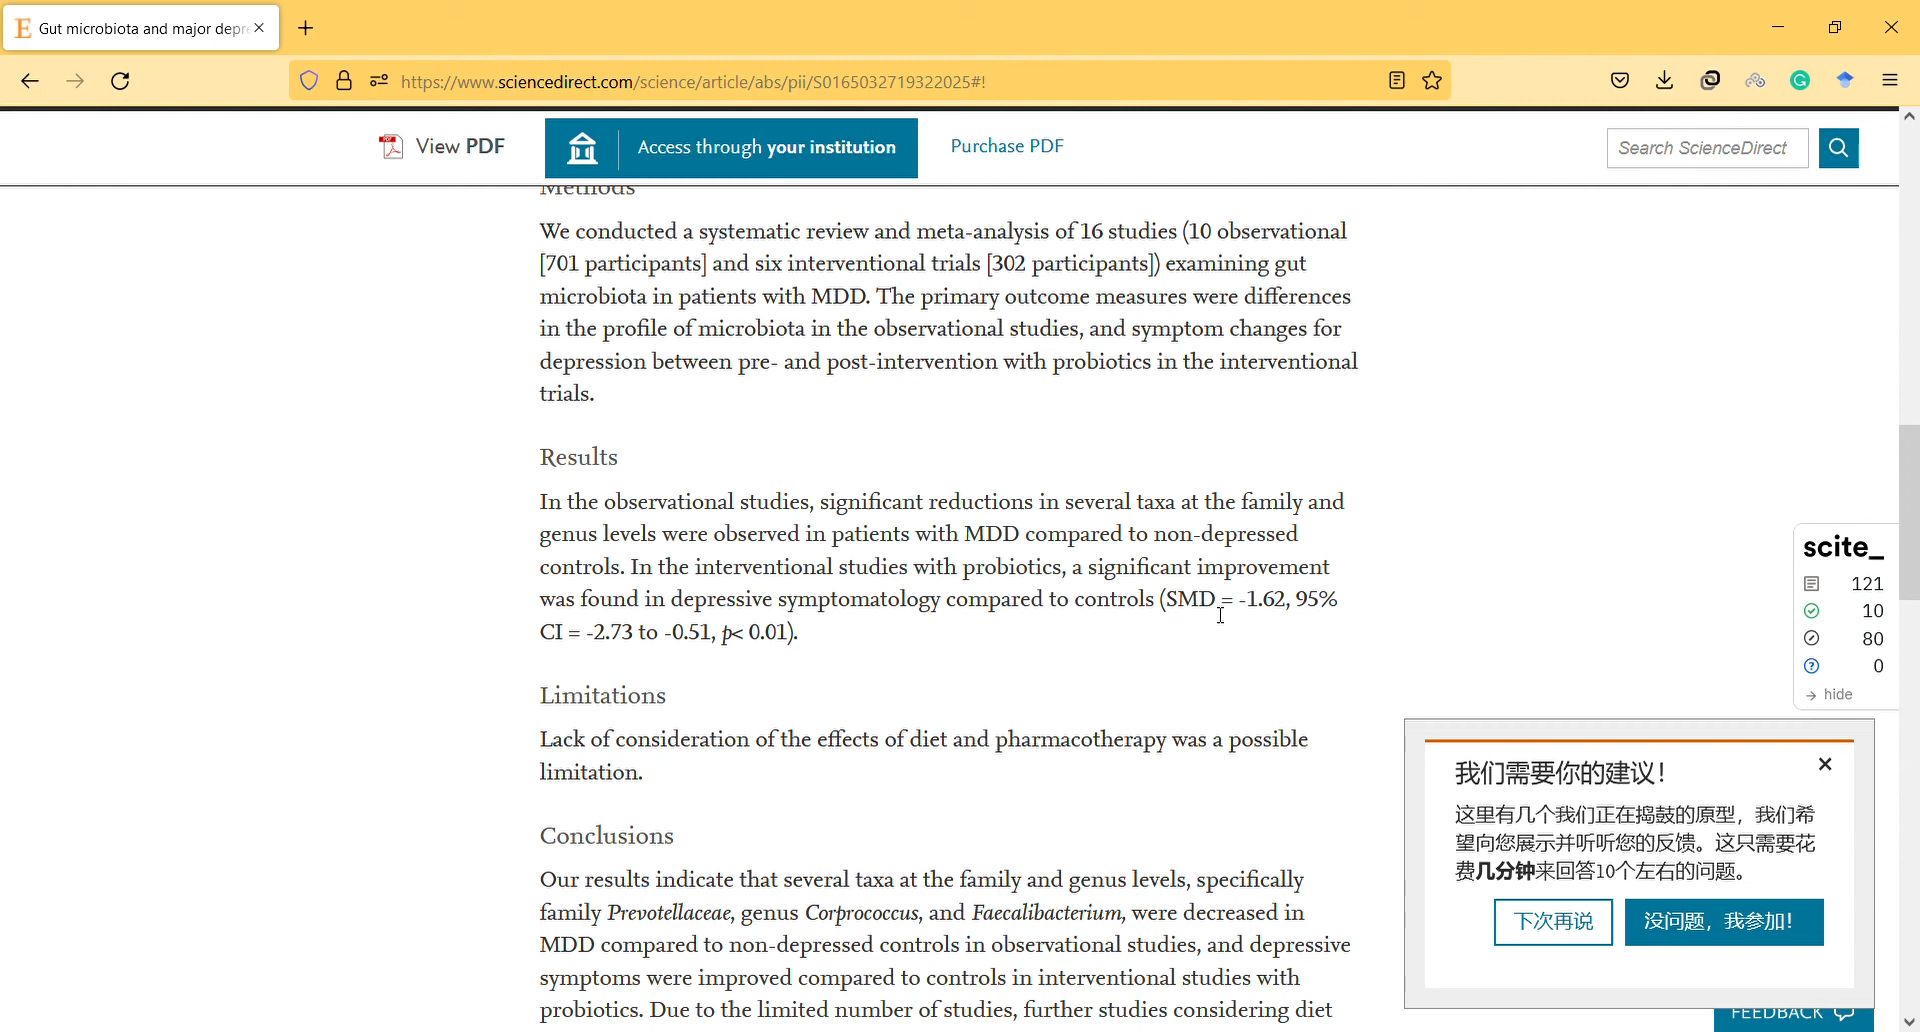 E Gut microbiota and major depre
https://www.sciencedirect.com/science/article/abs/pii/S0165032719322025#!
View PDF
Access through your institution
Purchase PDF
Search ScienceDirect
Methods
We conducted a systematic review and meta-analysis of 16 studies (10 observational
[701 participants] and six interventional trials [302 participants]) examining gut
microbiota in patients with MDD. The primary outcome measures were differences
in the profile of microbiota in the observational studies, and symptom changes for
depression between pre- and post-intervention with probiotics in the interventional
trials.
Results
In the observational studies, significant reductions in several taxa at the family and
genus levels were observed in patients with MDD compared to non-depressed
controls. In the interventional studies with probiotics, a significant improvement
was found in depressive symptomatology compared to controls (SMD = -1.62, 95%
CI = -2.73 to -0.51, p< 0.01).
Limitations
Lack of consideration of the effects of diet and pharmacotherapy was a possible
limitation.
Conclusions
Our results indicate that several taxa at the family and genus levels, specifically
family Prevotellaceae, genus Corprococcus, and Faecalibacterium, were decreased in
MDD compared to non-depressed controls in observational studies, and depressive
symptoms were improved compared to controls in interventional studies with
probiotics. Due to the limited number of studies, further studies considering diet
scite_
121
10
80
0
→ hide
我们需要你的建议！
这里有几个我们正在捣鼓的原型，我们希
望向您展示并听听您的反馈。这只需要花
费几分钟来回答10个左右的问题。
下次再说
没问题，我参加！
FEEDBACK